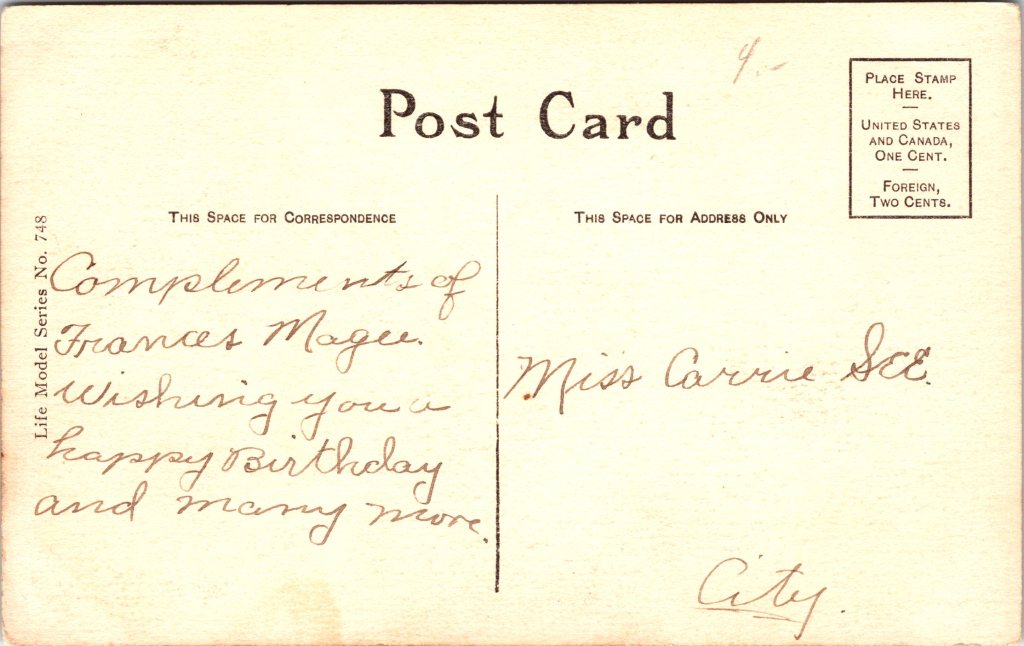 4.-
Post Card
PLACE STAMP
HERE.
UNITED STATES
AND CANADA,
ONE CENT.
FOREIGN,
TWO CENTS.
THIS SPACE FOR CORRESPONDENCE
THIS SPACE FOR ADDRESS ONLY
Life Model Series No. 748
Complements of
Frances Magee.
Wishing you a
happy Birthday
and many more.
Miss Carrie See.
City.